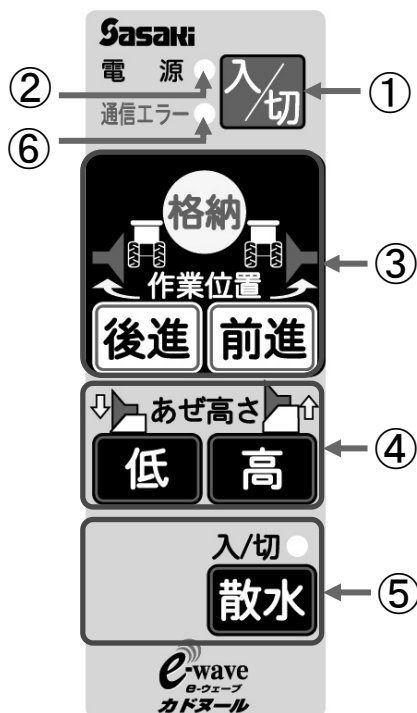 Sasaki
電源
入/切
①
②
通信エラー
⑥
格納
③
作業位置
後進 前進
あぜ高さ
低 高
④
入/切
散水
⑤
e-wave
e-ウェーブ
カドヌール